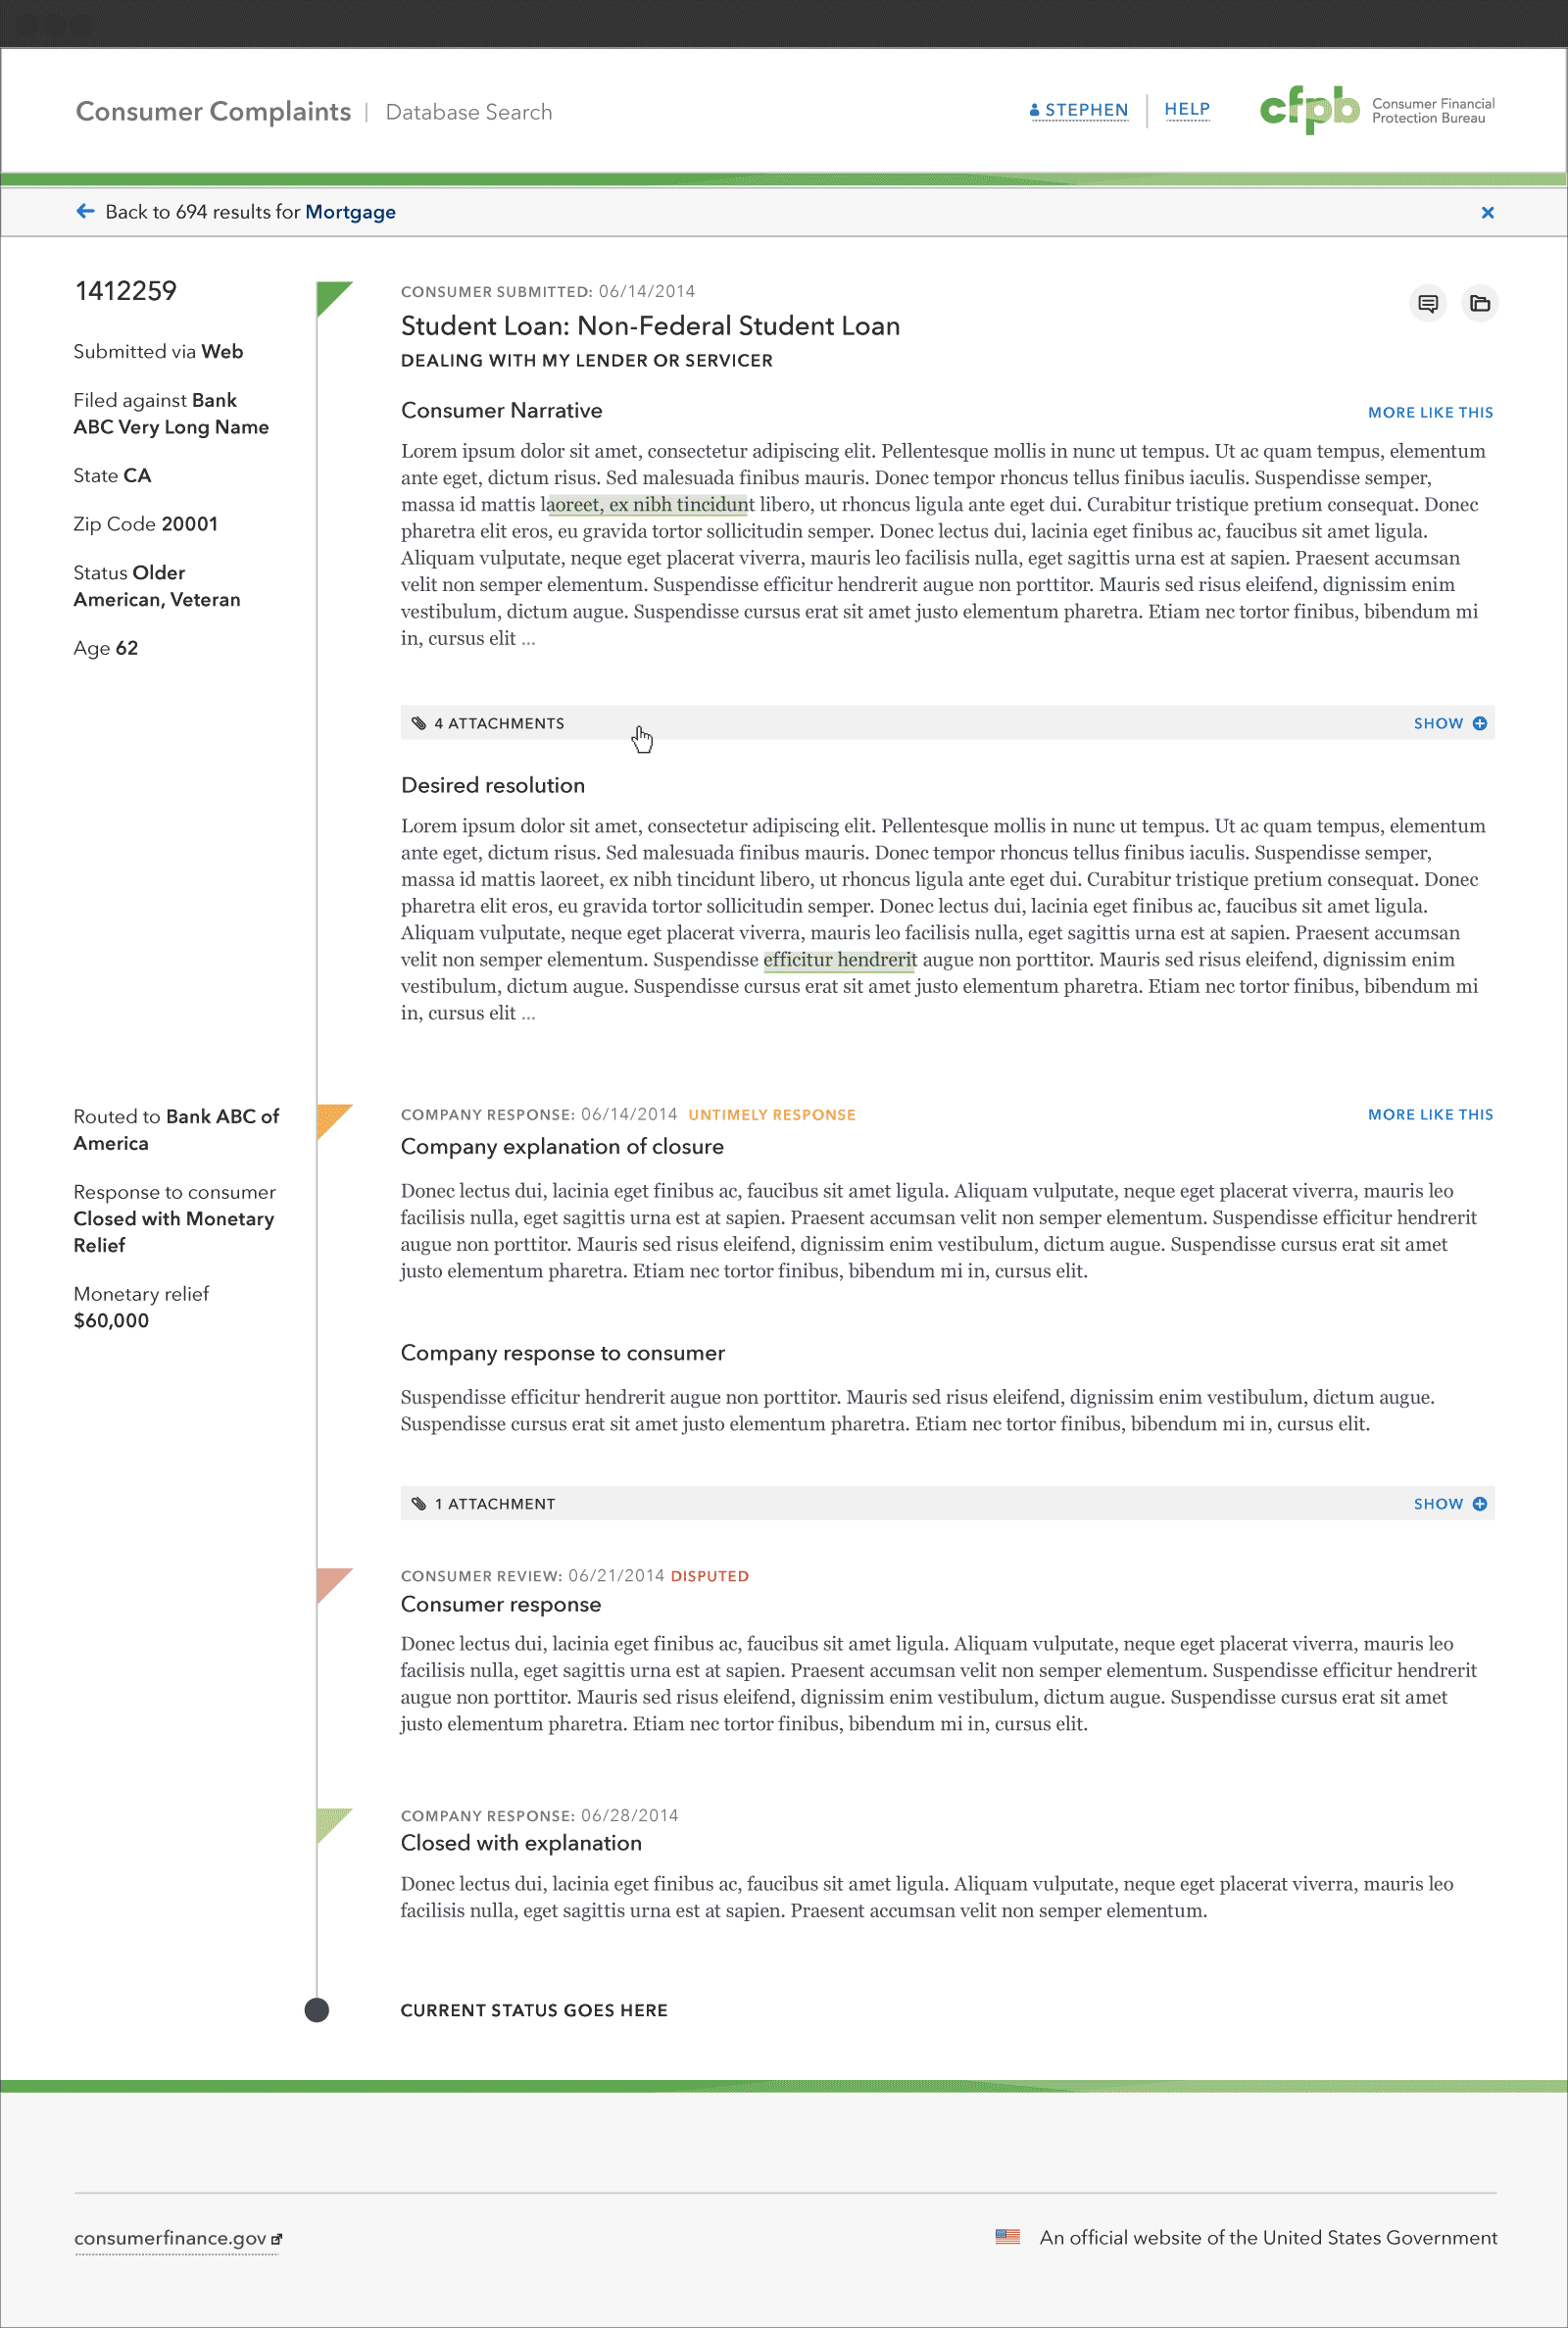 Consumer Complaints | Database Search
STEPHEN
HELP
cfpb
Consumer Financial
Protection Bureau
Back to 694 results for Mortgage
1412259
Submitted via Web
Filed against Bank
ABC Very Long Name
State CA
Zip Code 20001
Status Older
American, Veteran
Age 62
CONSUMER SUBMITTED: 06/14/2014
Student Loan: Non-Federal Student Loan
DEALING WITH MY LENDER OR SERVICER
Consumer Narrative
MORE LIKE THIS
Lorem ipsum dolor sit amet, consectetur adipiscing elit. Pellentesque mollis in nunc ut tempus. Ut ac quam tempus, elementum
ante eget, dictum risus. Sed malesuada finibus mauris. Donec tempor rhoncus tellus finibus iaculis. Suspendisse semper,
massa id mattis laoreet, ex nibh tincidunt libero, ut rhoncus ligula ante eget dui. Curabitur tristique pretium consequat. Donec
pharetra elit eros, eu gravida tortor sollicitudin semper. Donec lectus dui, lacinia eget finibus ac, faucibus sit amet ligula.
Aliquam vulputate, neque eget placerat viverra, mauris leo facilisis nulla, eget sagittis urna est at sapien. Praesent accumsan
velit non semper elementum. Suspendisse efficitur hendrerit augue non porttitor. Mauris sed risus eleifend, dignissim enim
vestibulum, dictum augue. Suspendisse cursus erat sit amet justo elementum pharetra. Etiam nec tortor finibus, bibendum mi
in, cursus elit ...
4 ATTACHMENTS
SHOW
Desired resolution
Lorem ipsum dolor sit amet, consectetur adipiscing elit. Pellentesque mollis in nunc ut tempus. Ut ac quam tempus, elementum
ante eget, dictum risus. Sed malesuada finibus mauris. Donec tempor rhoncus tellus finibus iaculis. Suspendisse semper,
massa id mattis laoreet, ex nibh tincidunt libero, ut rhoncus ligula ante eget dui. Curabitur tristique pretium consequat. Donec
pharetra elit eros, eu gravida tortor sollicitudin semper. Donec lectus dui, lacinia eget finibus ac, faucibus sit amet ligula.
Aliquam vulputate, neque eget placerat viverra, mauris leo facilisis nulla, eget sagittis urna est at sapien. Praesent accumsan
velit non semper elementum. Suspendisse efficitur hendrerit augue non porttitor. Mauris sed risus eleifend, dignissim enim
vestibulum, dictum augue. Suspendisse cursus erat sit amet justo elementum pharetra. Etiam nec tortor finibus, bibendum mi
in, cursus elit ...
Routed to Bank ABC of
America
Response to consumer
Closed with Monetary
Relief
Monetary relief
$60,000
COMPANY RESPONSE: 06/14/2014 UNTIMELY RESPONSE
MORE LIKE THIS
Company explanation of closure
Donec lectus dui, lacinia eget finibus ac, faucibus sit amet ligula. Aliquam vulputate, neque eget placerat viverra, mauris leo
facilisis nulla, eget sagittis urna est at sapien. Praesent accumsan velit non semper elementum. Suspendisse efficitur hendrerit
augue non porttitor. Mauris sed risus eleifend, dignissim enim vestibulum, dictum augue. Suspendisse cursus erat sit amet
justo elementum pharetra. Etiam nec tortor finibus, bibendum mi in, cursus elit.
Company response to consumer
Suspendisse efficitur hendrerit augue non porttitor. Mauris sed risus eleifend, dignissim enim vestibulum, dictum augue.
Suspendisse cursus erat sit amet justo elementum pharetra. Etiam nec tortor finibus, bibendum mi in, cursus elit.
1 ATTACHMENT
SHOW
CONSUMER REVIEW: 06/21/2014 DISPUTED
Consumer response
Donec lectus dui, lacinia eget finibus ac, faucibus sit amet ligula. Aliquam vulputate, neque eget placerat viverra, mauris leo
facilisis nulla, eget sagittis urna est at sapien. Praesent accumsan velit non semper elementum. Suspendisse efficitur hendrerit
augue non porttitor. Mauris sed risus eleifend, dignissim enim vestibulum, dictum augue. Suspendisse cursus erat sit amet
justo elementum pharetra. Etiam nec tortor finibus, bibendum mi in, cursus elit.
COMPANY RESPONSE: 06/28/2014
Closed with explanation
Donec lectus dui, lacinia eget finibus ac, faucibus sit amet ligula. Aliquam vulputate, neque eget placerat viverra, mauris leo
facilisis nulla, eget sagittis urna est at sapien. Praesent accumsan velit non semper elementum.
CURRENT STATUS GOES HERE
consumerfinance.gov
An official website of the United States Government